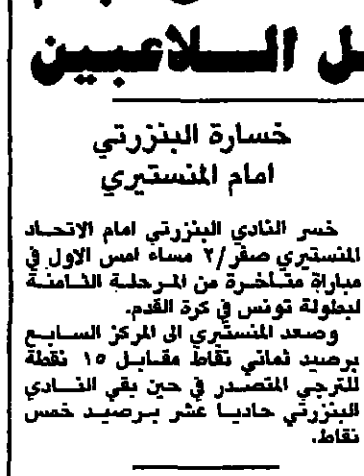 ل اللاعبين
خسارة البنزرتي
امام المنستيري
خسر النادي البنزرتي امام الاتحاد
المنستيري صفر/٢ مساء امس الاول في
مباراة متأخرة من المرحلة الثامنة
لبطولة تونس في كرة القدم.
وصعد المنستيري الى المركز السابع
برصيد ثماني نقاط مقابل ١٥ نقطة
للترجي المتصدر في حين بقي النادي
البنزرتي حاديا عشر برصيد خمس
نقاط.